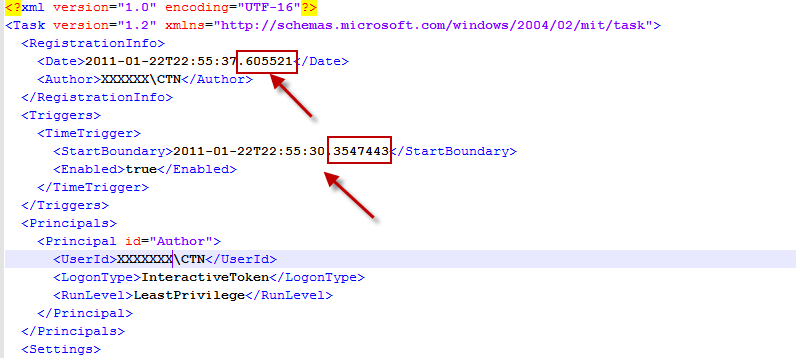 <?xml version="1.0" encoding="UTF-16"?>
<Task version="1.2" xmlns="http://schemas.microsoft.com/windows/2004/02/mit/task">
<RegistrationInfo>
<Date>2011-01-22T22:55:37.605521</Date>
<Author>XXXXXX\CTN</Author>
</RegistrationInfo>
<Triggers>
<TimeTrigger>
<StartBoundary>2011-01-22T22:55:30.3547443</StartBoundary>
<Enabled>true</Enabled>
</TimeTrigger>
</Triggers>
<Principals>
<Principal id="Author">
<UserId>XXXXXXX\CTN</UserId>
<LogonType>InteractiveToken</LogonType>
<RunLevel>LeastPrivilege</RunLevel>
</Principal>
</Principals>
<Settings>